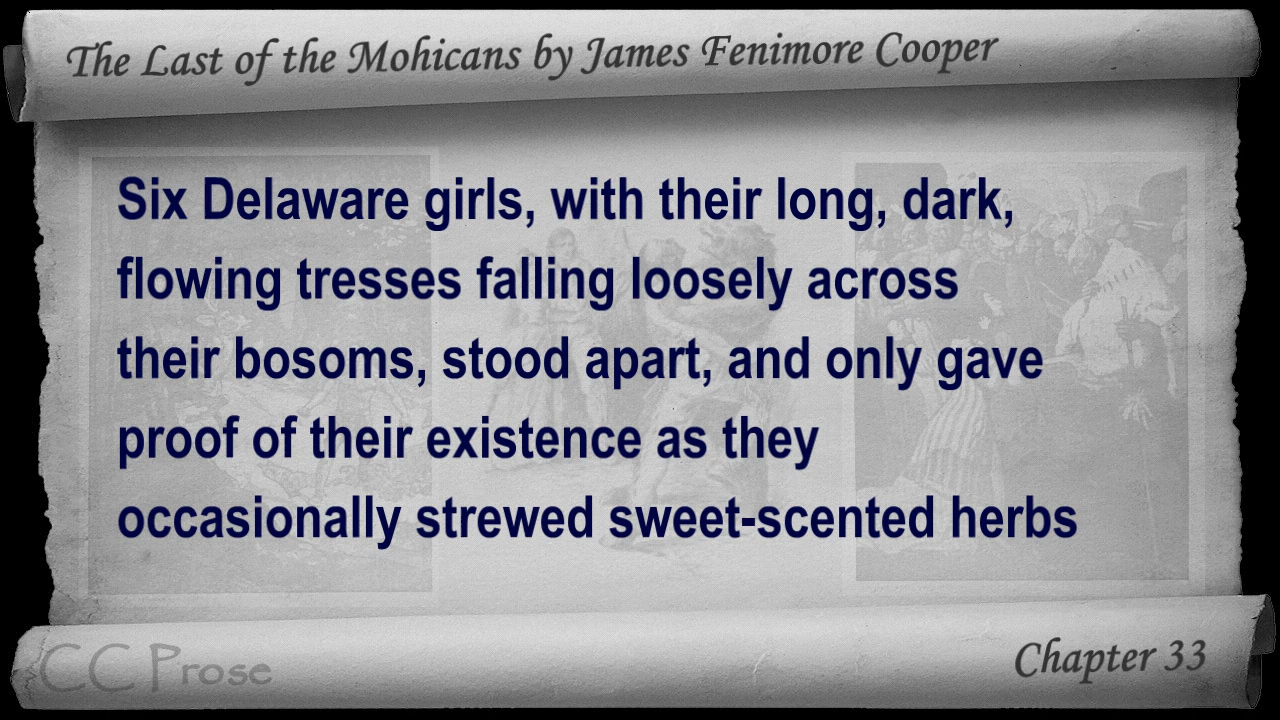 The Last of the Mohicans by James Fenimore Cooper
Six Delaware girls, with their long, dark,
flowing tresses falling loosely across
their bosoms, stood apart, and only gave
proof of their existence as they
occasionally strewed sweet-scented herbs
CC Prose
Chapter 33